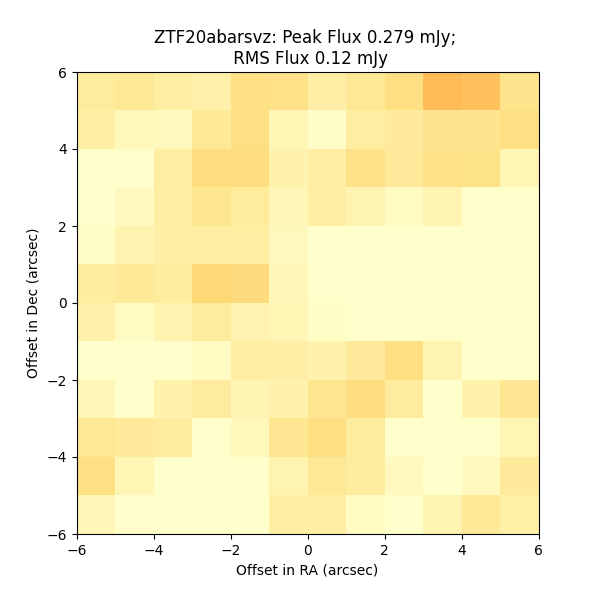 ZTF20abarsvz: Peak Flux 0.279 mJy;
RMS Flux 0.12 mJy
6
4
2
0
−2
−4
−6
Offset in Dec (arcsec)
−6 −4 −2 0 2 4 6
Offset in RA (arcsec)